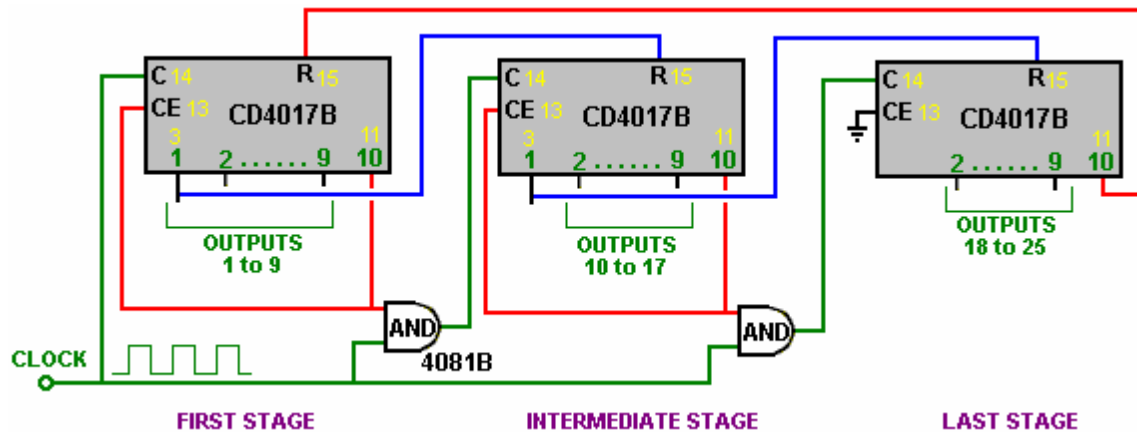 C 14
R 15
CE 13
CD4017B
3
11
1
2 ...... 9
10
OUTPUTS
1 to 9
C 14
R 15
CE 13
CD4017B
3
11
1
2 ...... 9
10
OUTPUTS
10 to 17
C 14
R 15
CE 13
CD4017B
11
2 ...... 9
10
OUTPUTS
18 to 25
AND
4081B
AND
CLOCK
FIRST STAGE
INTERMEDIATE STAGE
LAST STAGE